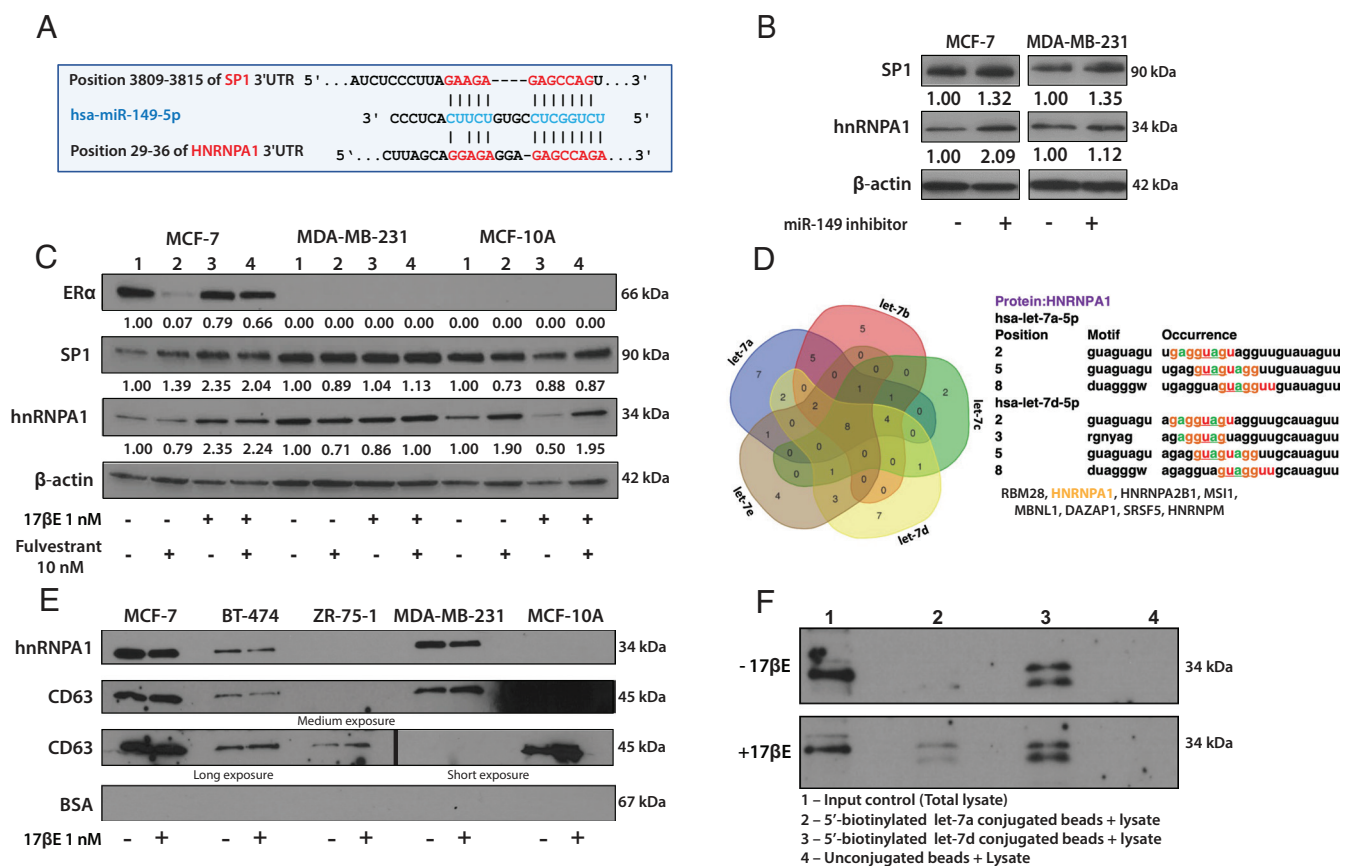 A
Position 3809-3815 of SP1 3'UTR 5'...AUCUCCCUUAGAAGA----GAGCCAGU...3'
hsa-miR-149-5p 3' CCCUCACUUCUGUGCCUCGGUCU 5'
Position 29-36 of HNRNPA1 3'UTR 5'...CUUAGCAGGAGAGGA-GAGCCAGA...3'
B
MCF-7 MDA-MB-231
SP1 90 kDa
1.00 1.32 1.00 1.35
hnRNPA1 34 kDa
1.00 2.09 1.00 1.12
β-actin 42 kDa
miR-149 inhibitor - + - +
C
MCF-7 MDA-MB-231 MCF-10A
1 2 3 4 1 2 3 4 1 2 3 4
ERα 66 kDa
1.00 0.07 0.79 0.66 0.00 0.00 0.00 0.00 0.00 0.00 0.00 0.00
SP1 90 kDa
1.00 1.39 2.35 2.04 1.00 0.89 1.04 1.13 1.00 0.73 0.88 0.87
hnRNPA1 34 kDa
1.00 0.79 2.35 2.24 1.00 0.71 0.86 1.00 1.00 1.90 0.50 1.95
β-actin 42 kDa
17βE 1 nM - - + + - - + + - - + +
Fulvestrant 10 nM - + - + - + - + - + - +
D
let-7a
let-7b
let-7c
let-7d
let-7e
5
7 5 0 0 2
2 0 1 1 1
2 0
1 0 8 4 0
0 0
0 1 0 0 1
4 3 0
7
Protein:HNRNPA1
hsa-let-7a-5p
Position Motif Occurrence
2 guaguagu ugagguaguagguuguauaguu
5 guaguagu ugagguaguagguuguauaguu
8 duagggw ugagguaguagguuguauaguu
hsa-let-7d-5p
2 guaguagu agagguaguagguugcauaguu
3 rgnyag agagguaguagguugcauaguu
5 guaguagu agagguaguagguugcauaguu
8 duagggw agagguaguagguugcauaguu
RBM28, HNRNPA1, HNRNPA2B1, MSI1,
MBNL1, DAZAP1, SRSF5, HNRNPM
E
MCF-7 BT-474 ZR-75-1 MDA-MB-231 MCF-10A
hnRNPA1 34 kDa
CD63 45 kDa
Medium exposure
CD63 45 kDa
Long exposure Short exposure
BSA 67 kDa
17βE 1 nM - + - + - + - + - +
F
1 2 3 4
- 17βE 34 kDa
+17βE 34 kDa
1 – Input control (Total lysate)
2 – 5′-biotinylated let-7a conjugated beads + lysate
3 – 5′-biotinylated let-7d conjugated beads + lysate
4 – Unconjugated beads + Lysate